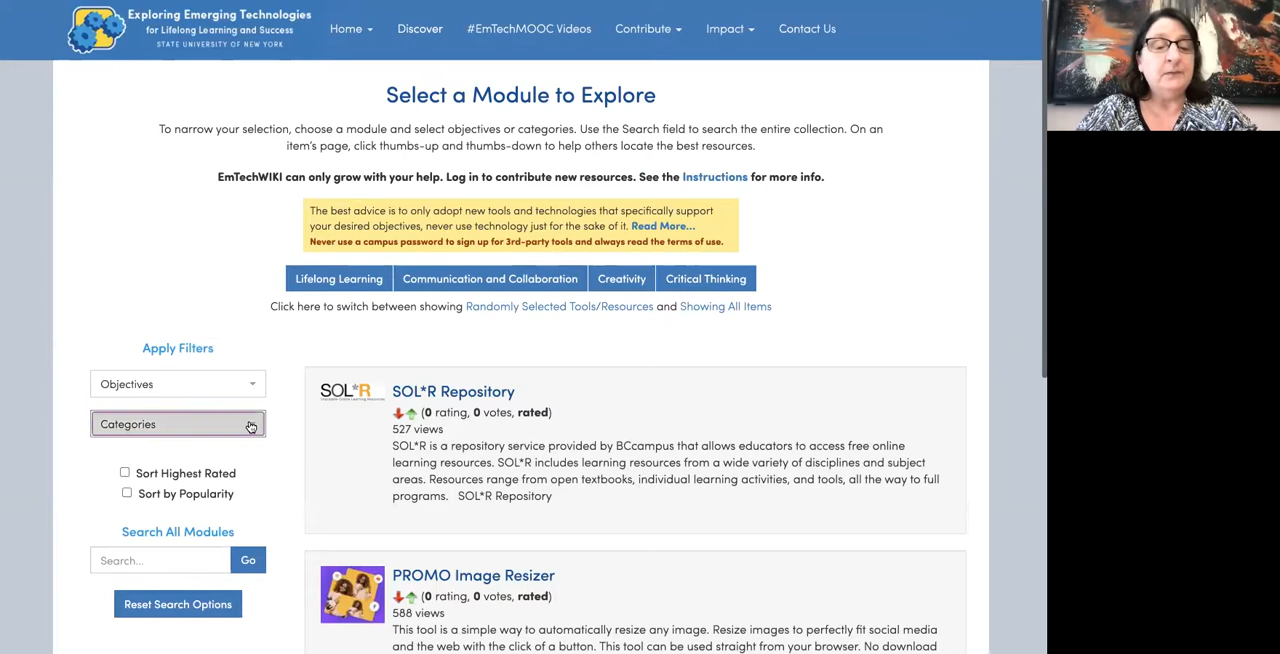 Exploring Emerging Technologies
for Lifelong Learning and Success
STATE UNIVERSITY OF NEW YORK
Home Discover #EmTechMOOC Videos Contribute Impact Contact Us
Select a Module to Explore
To narrow your selection, choose a module and select objectives or categories. Use the Search field to search the entire collection. On an
item's page, click thumbs-up and thumbs-down to help others locate the best resources.
EmTechWIKI can only grow with your help. Log in to contribute new resources. See the Instructions for more info.
The best advice is to only adopt new tools and technologies that specifically support
your desired objectives, never use technology just for the sake of it. Read More...
Never use a campus password to sign up for 3rd-party tools and always read the terms of use.
Lifelong Learning Communication and Collaboration Creativity Critical Thinking
Click here to switch between showing Randomly Selected Tools/Resources and Showing All Items
Apply Filters
Objectives
Categories
Sort Highest Rated
Sort by Popularity
Search All Modules
Search... Go
Reset Search Options
SOL*R
SOL*R Repository
(0 rating, 0 votes, rated)
527 views
SOL*R is a repository service provided by BCcampus that allows educators to access free online
learning resources. SOL*R includes learning resources from a wide variety of disciplines and subject
areas. Resources range from open textbooks, individual learning activities, and tools, all the way to full
programs. SOL*R Repository
PROMO Image Resizer
(0 rating, 0 votes, rated)
588 views
This tool is a simple way to automatically resize any image. Resize images to perfectly fit social media
and the web with the click of a button. This tool can be used straight from your browser. No download